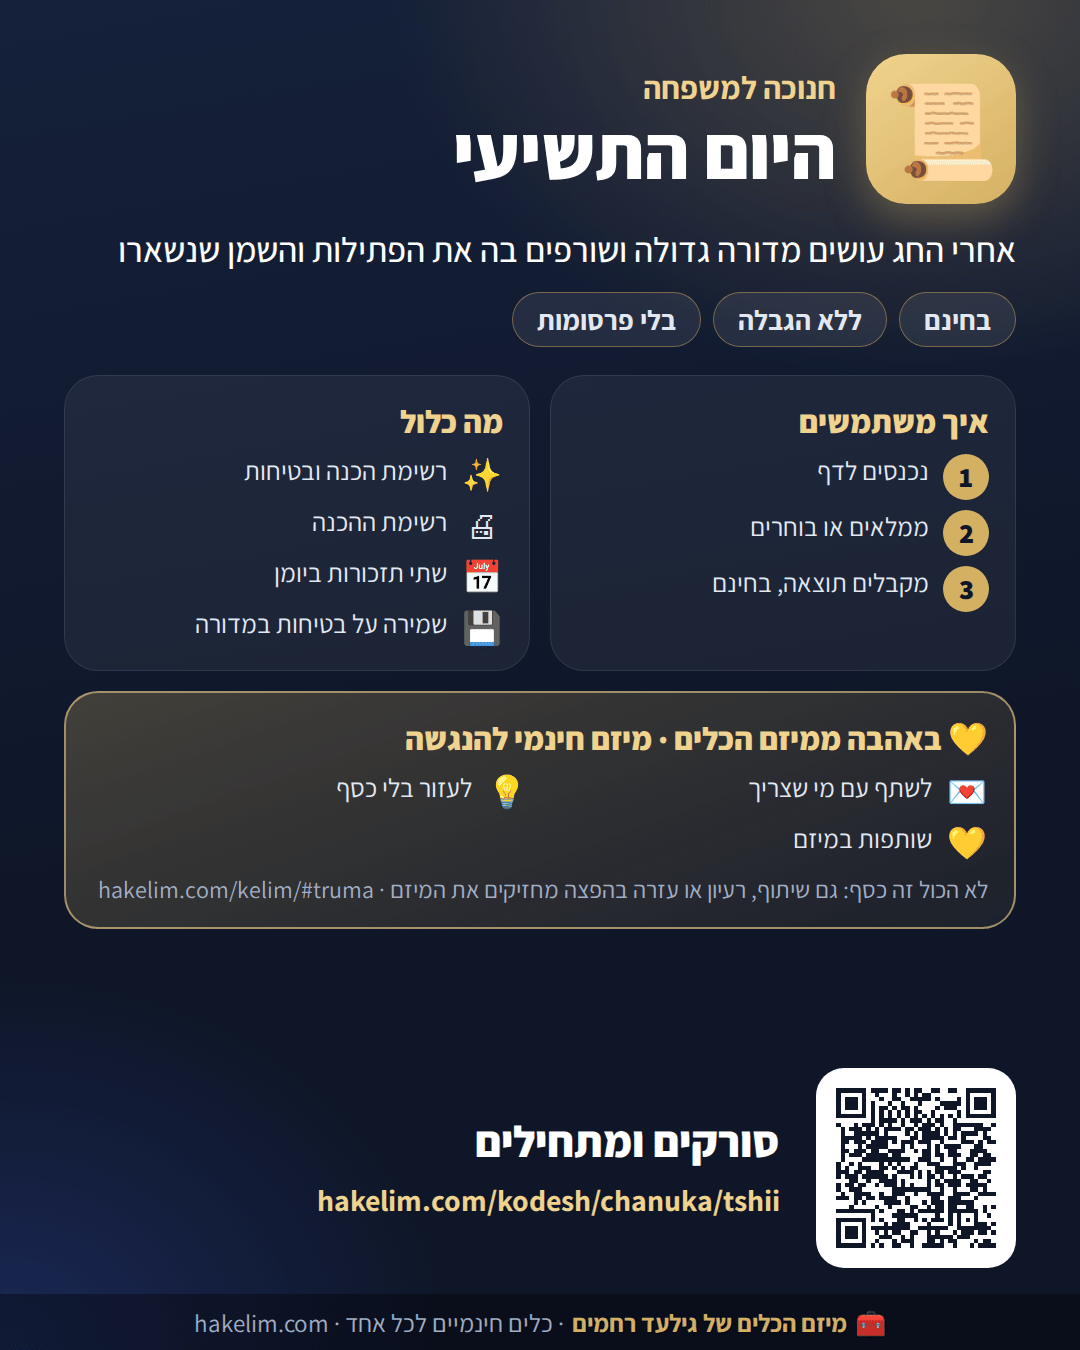 חנוכה למשפחה
היום התשיעי
אחרי החג עושים מדורה גדולה ושורפים בה את הפתילות והשמן שנשארו
בחינם
ללא הגבלה
בלי פרסומות
איך משתמשים
1 נכנסים לדף
2 ממלאים או בוחרים
3 מקבלים תוצאה, בחינם
מה כלול
רשימת הכנה ובטיחות
רשימת ההכנה
July 17 שתי תזכורות ביומן
שמירה על בטיחות במדורה
באהבה ממיזם הכלים · מיזם חינמי להנגשה
לשתף עם מי שצריך
לעזור בלי כסף
שותפות במיזם
לא הכול זה כסף: גם שיתוף, רעיון או עזרה בהפצה מחזיקים את המיזם · hakelim.com/kelim/#truma
סורקים ומתחילים
hakelim.com/kodesh/chanuka/tshii
מיזם הכלים של גילעד רחמים · כלים חינמיים לכל אחד · hakelim.com